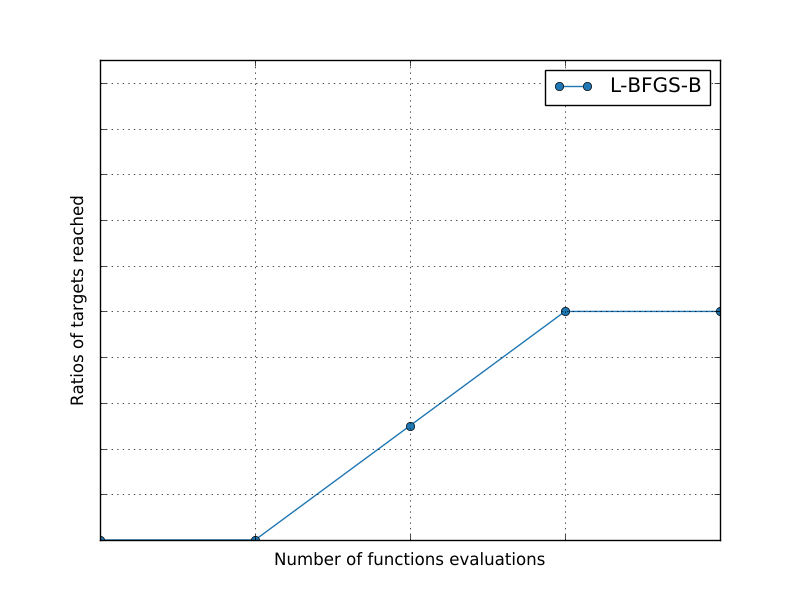 L-BFGS-B
Ratios of targets reached
Number of functions evaluations